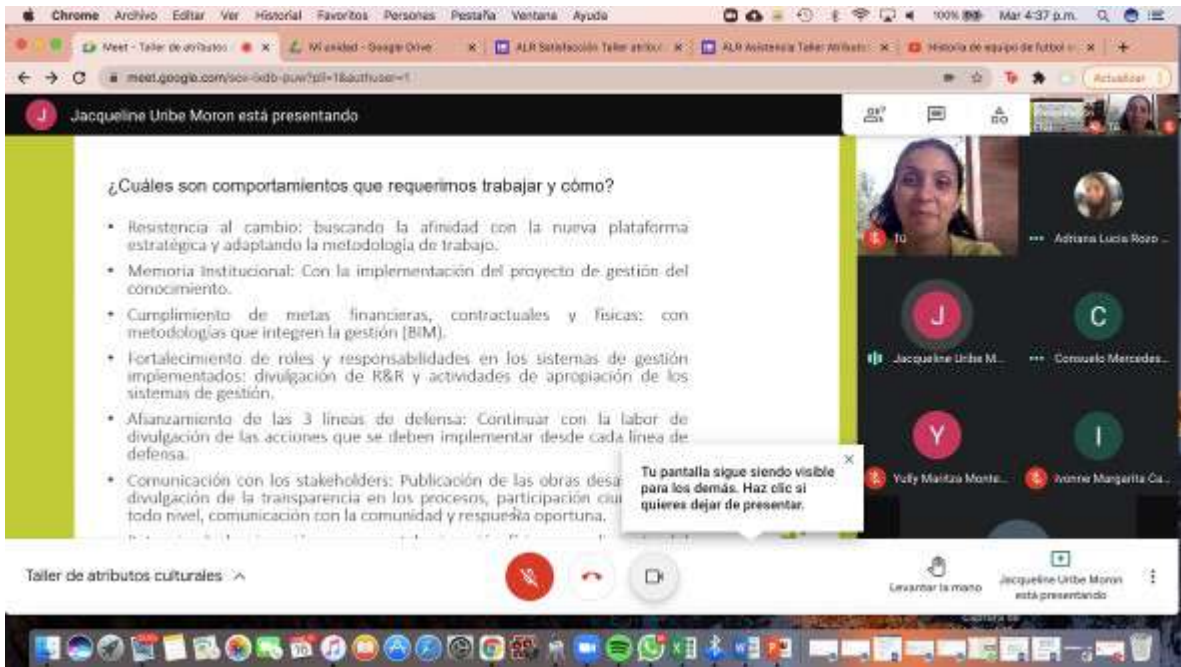 Chrome Archivo Editar Ver Historial Favoritos Personas Pestaña Ventana Ayuda
100% Mar 4:37 p.m.
Meet - Taller de atributos
Mi unidad - Google Drive
ALR Satisfacción Taller atribu
ALR Asistencia Taller Atributo
Historia de equipo de futbol
meet.google.com/
Actualizar
J
Jacqueline Uribe Moron está presentando
¿Cuáles son comportamientos que requerimos trabajar y cómo?
• Resistencia al cambio: buscando la afinidad con la nueva plataforma
estratégica y adaptando la metodología de trabajo.
• Memoria Institucional: Con la implementación del proyecto de gestión del
conocimiento.
• Cumplimiento de metas financieras, contractuales y físicas: con
metodologías que integren la gestión (BIM).
• Fortalecimiento de roles y responsabilidades en los sistemas de gestión
implementados: divulgación de R&R y actividades de apropiación de los
sistemas de gestión.
• Afianzamiento de las 3 líneas de defensa: Continuar con la labor de
divulgación de las acciones que se deben implementar desde cada línea de
defensa.
• Comunicación con los stakeholders: Publicación de las obras desa
divulgación de la transparencia en los procesos, participación ciu
todo nivel, comunicación con la comunidad y respuesta oportuna.
Tú
Adriana Lucia Rozo ...
J
Jacqueline Uribe M...
C
Consuelo Mercedes...
Y
Yully Maritza Monte...
I
Ivonne Margarita Ca...
Tu pantalla sigue siendo visible
para los demás. Haz clic si
quieres dejar de presentar.
Taller de atributos culturales
Levantar la mano
Jacqueline Uribe Moron
está presentando